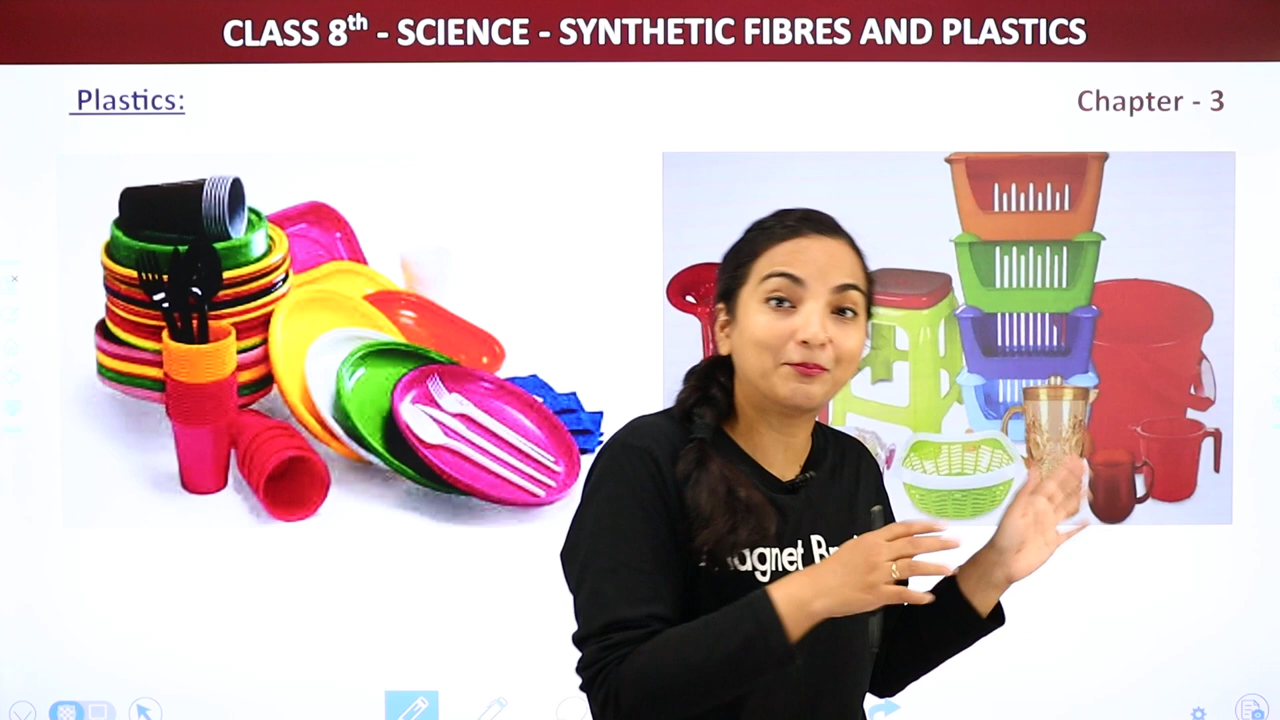 CLASS 8th - SCIENCE - SYNTHETIC FIBRES AND PLASTICS
Plastics:
Chapter - 3